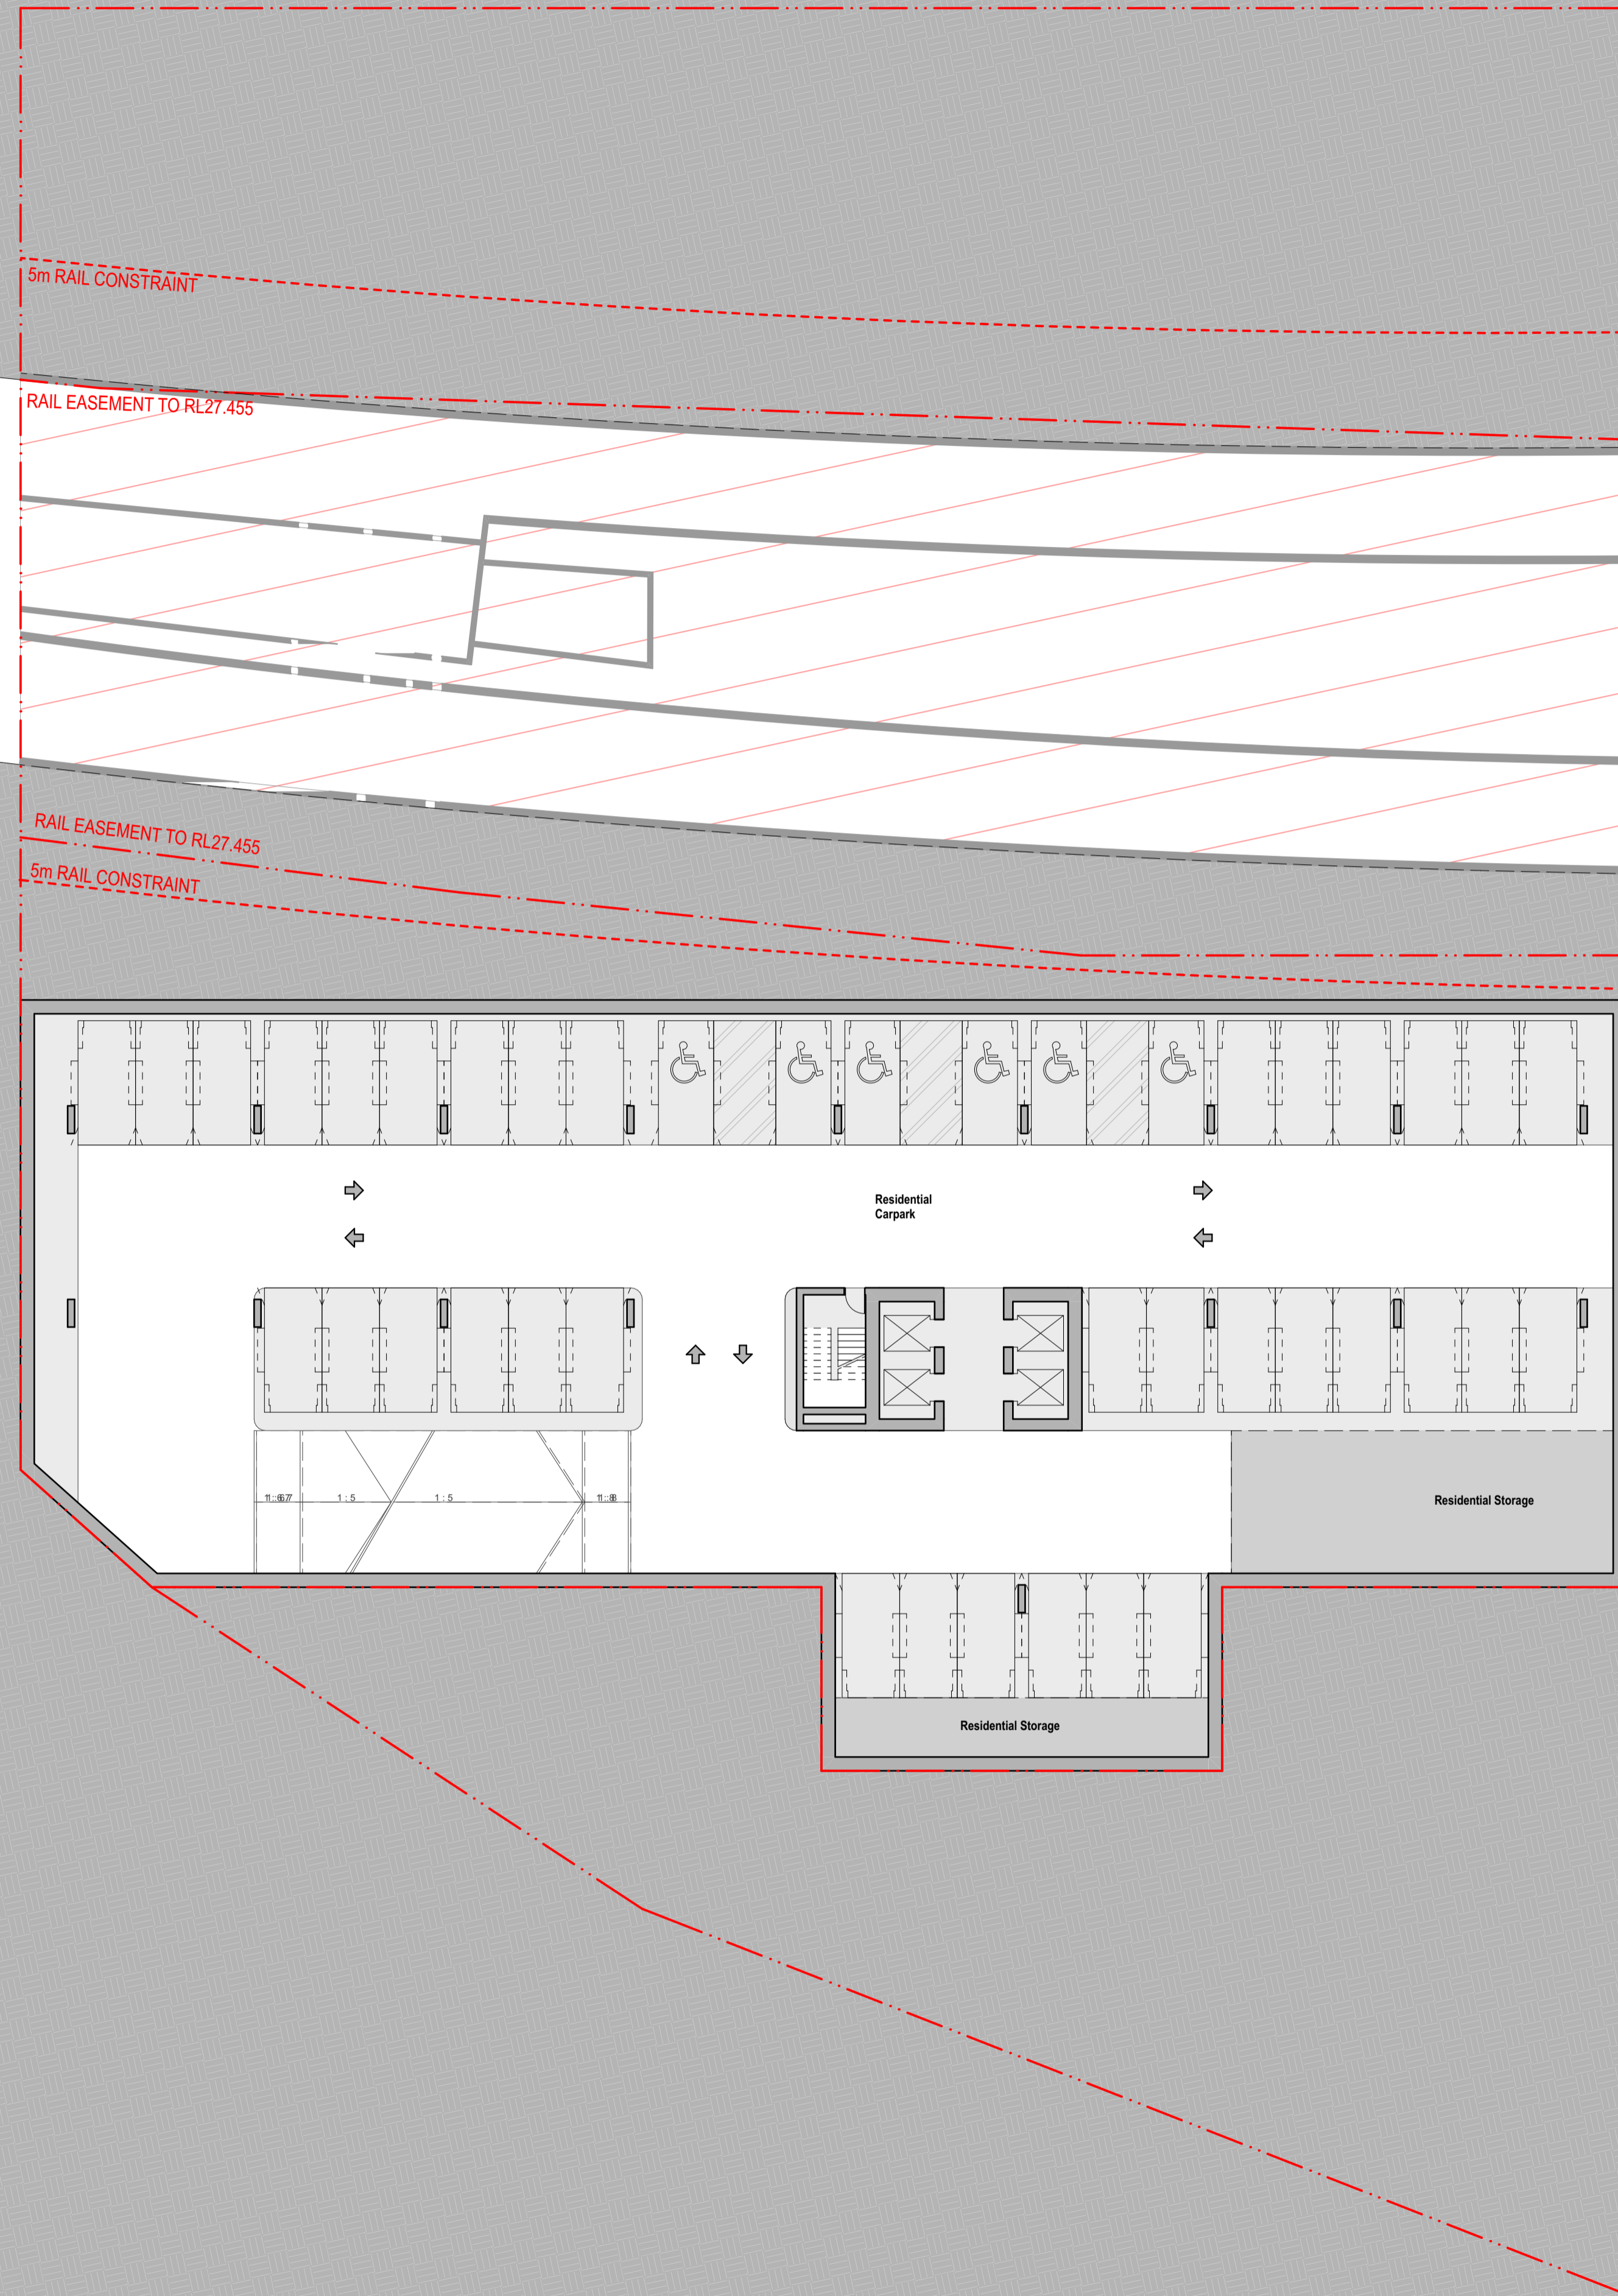 5m RAIL CONSTRAINT
RAIL EASEMENT TO RL27.455
RAIL EASEMENT TO RL27.455
5m RAIL CONSTRAINT
Residential
Carpark
1 : 5
1 : 5
Residential Storage
Residential Storage